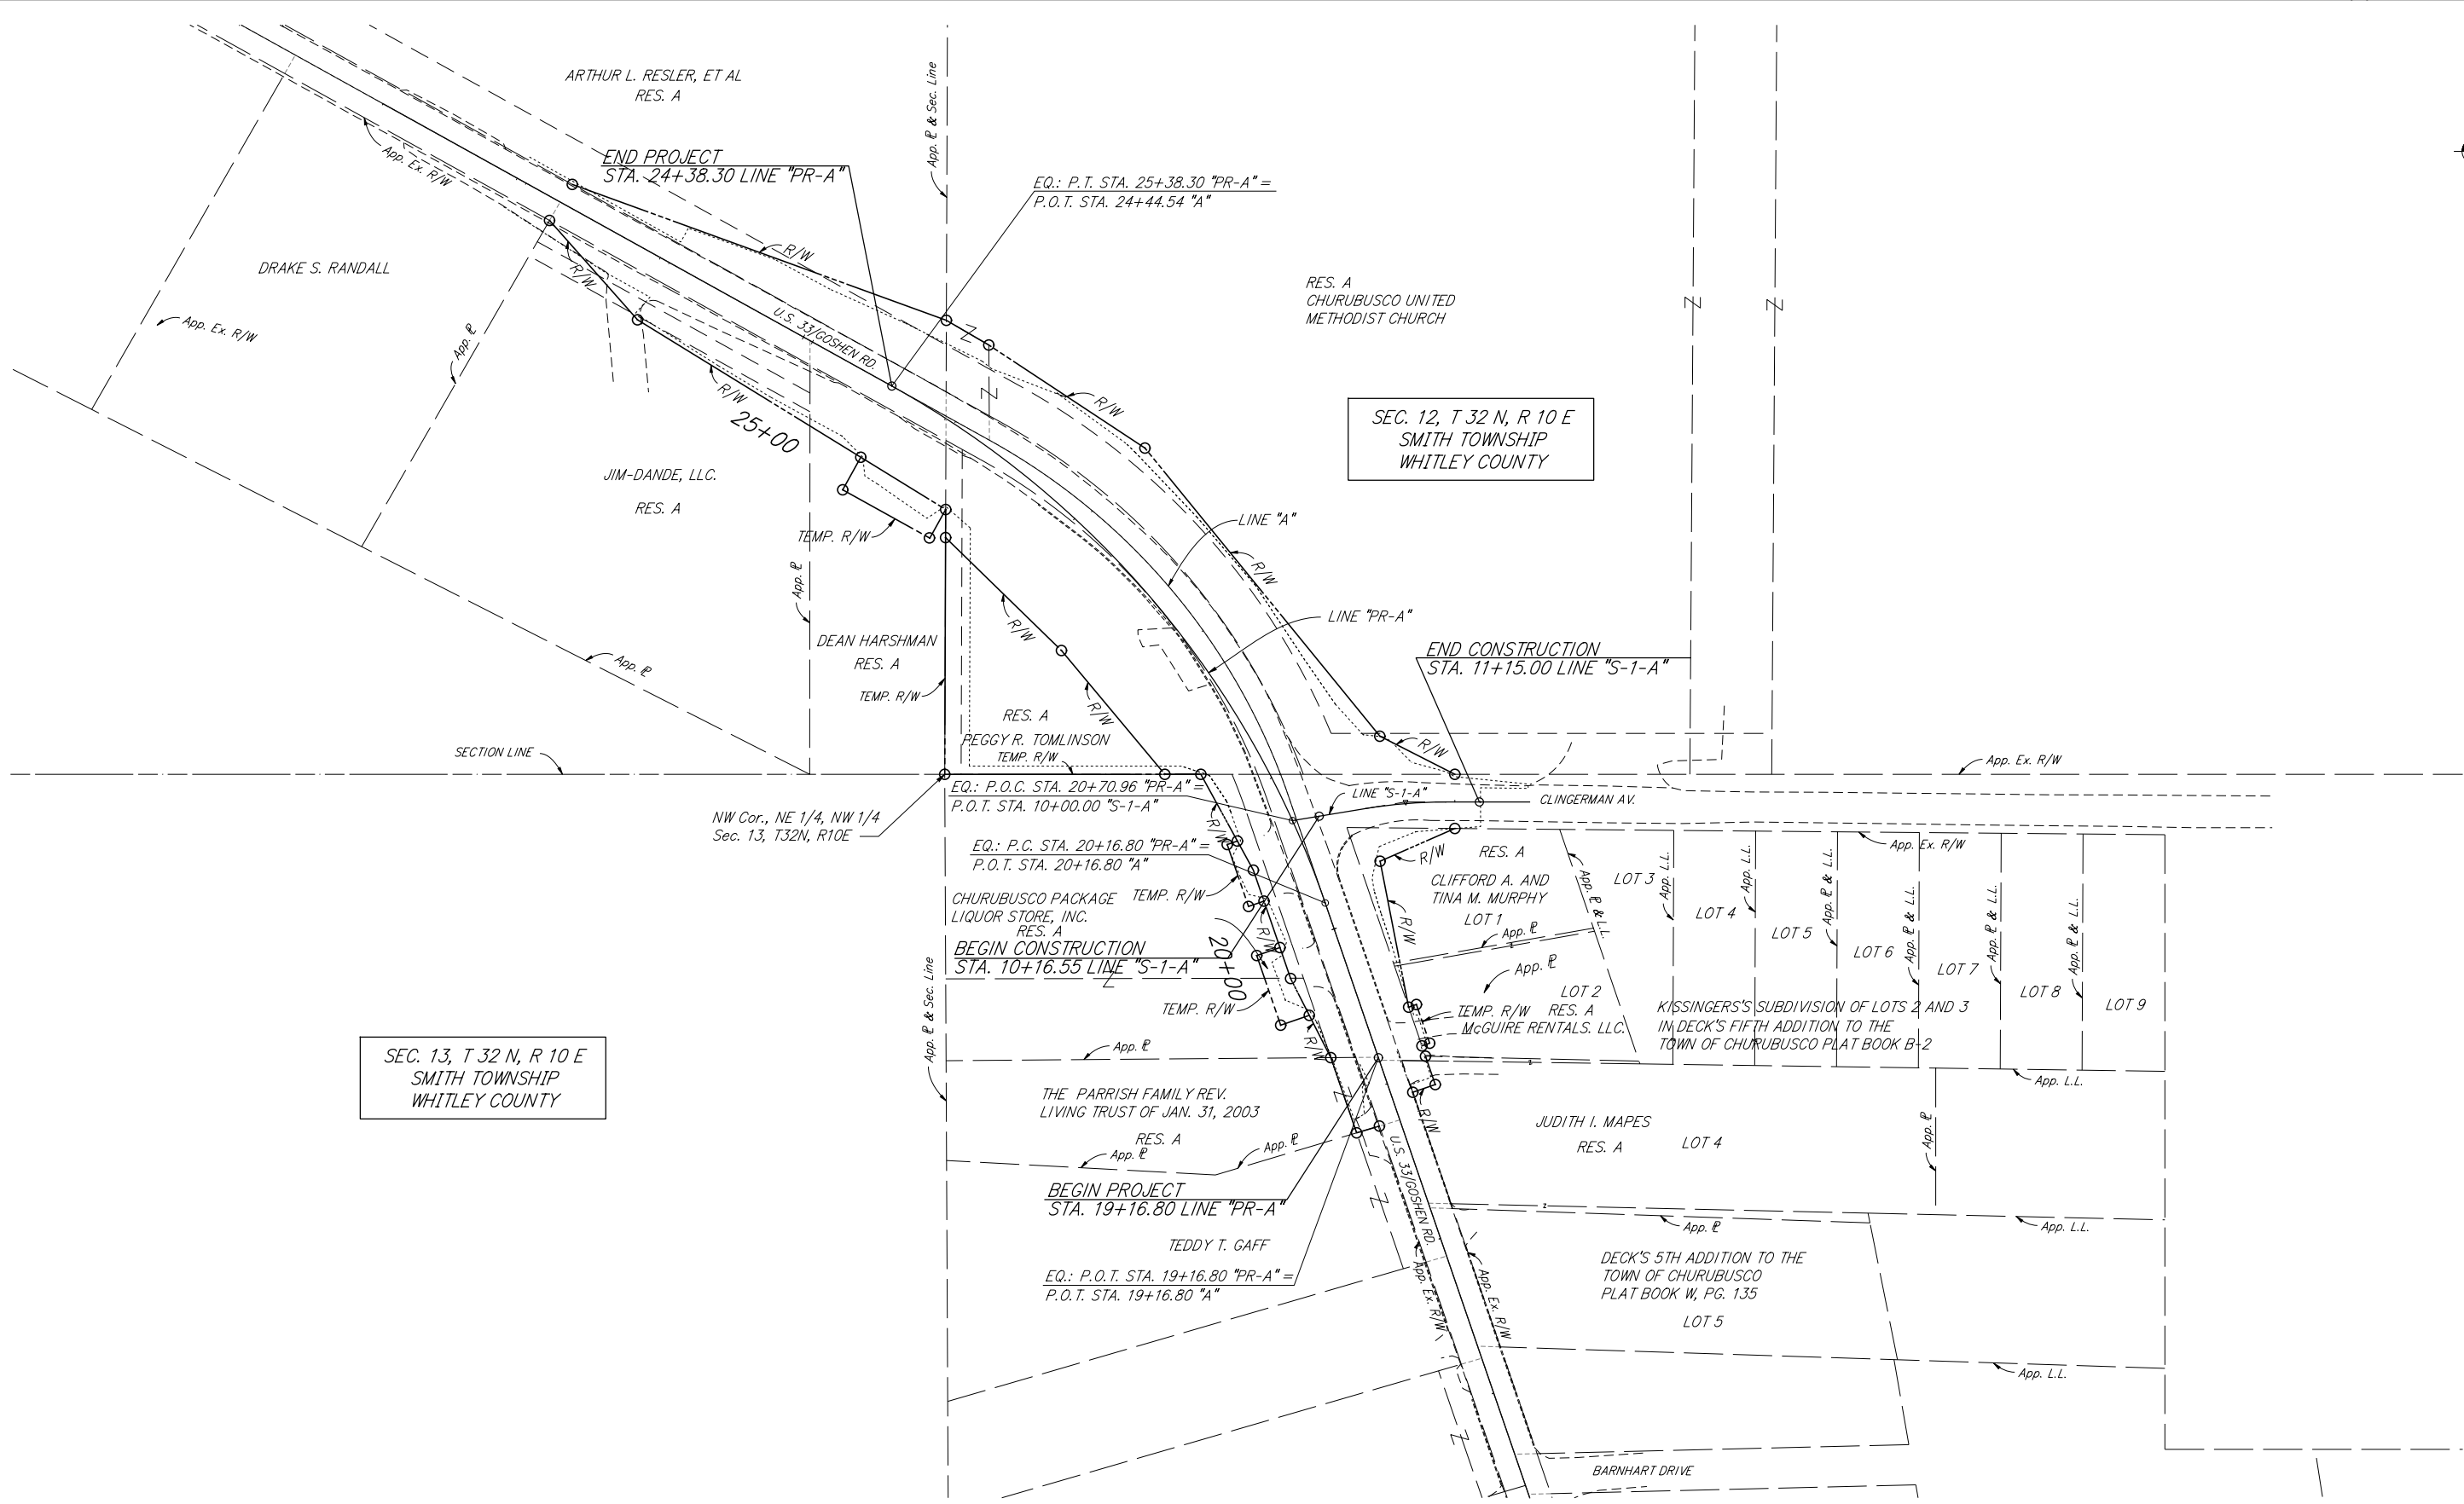 ARTHUR L. RESLER, ET AL
RES. A
App. ℞ & Sec. Line
END PROJECT
STA. 24+38.30 LINE "PR-A"
EQ.: P.T. STA. 25+38.30 "PR-A" =
P.O.T. STA. 24+44.54 "A"
App. Ex. R/W
R/W
DRAKE S. RANDALL
R/W
RES. A
CHURUBUSCO UNITED
METHODIST CHURCH
App. Ex. R/W
App. ℞
U.S. 33/GOSHEN RD.
R/W
25+00
R/W
SEC. 12, T 32 N, R 10 E
SMITH TOWNSHIP
WHITLEY COUNTY
JIM-DANDE, LLC.
RES. A
TEMP. R/W
LINE "A"
App. ℞
R/W
R/W
LINE "PR-A"
DEAN HARSHMAN
RES. A
TEMP. R/W
App. ℞
END CONSTRUCTION
STA. 11+15.00 LINE "S-1-A"
RES. A
PEGGY R. TOMLINSON
TEMP. R/W
R/W
R/W
SECTION LINE
App. Ex. R/W
EQ.: P.O.C. STA. 20+70.96 "PR-A" =
P.O.T. STA. 10+00.00 "S-1-A"
LINE "S-1-A"
CLINGERMAN AV.
NW Cor., NE 1/4, NW 1/4
Sec. 13, T32N, R10E
R/W
EQ.: P.C. STA. 20+16.80 "PR-A" =
P.O.T. STA. 20+16.80 "A"
R/W
RES. A
CLIFFORD A. AND
TINA M. MURPHY
LOT 1
App. ℞
App. ℞ & L.L.
App. Ex. R/W
LOT 3
App. L.L.
LOT 4
App. L.L.
LOT 5
App. ℞ & L.L.
LOT 6
App. ℞ & L.L.
LOT 7
App. ℞ & L.L.
LOT 8
App. ℞ & L.L.
LOT 9
CHURUBUSCO PACKAGE
LIQUOR STORE, INC.
RES. A
TEMP. R/W
R/W
R/W
BEGIN CONSTRUCTION
STA. 10+16.55 LINE "S-1-A"
20+00
TEMP. R/W
App. ℞
LOT 2
TEMP. R/W
RES. A
McGUIRE RENTALS. LLC.
KISSINGERS'S SUBDIVISION OF LOTS 2 AND 3
IN DECK'S FIFTH ADDITION TO THE
TOWN OF CHURUBUSCO PLAT BOOK B-2
App. ℞ & Sec. Line
SEC. 13, T 32 N, R 10 E
SMITH TOWNSHIP
WHITLEY COUNTY
App. ℞
R/W
App. L.L.
THE PARRISH FAMILY REV.
LIVING TRUST OF JAN. 31, 2003
RES. A
App. ℞
App. ℞
R/W
JUDITH I. MAPES
RES. A
LOT 4
App. ℞
U.S. 33/GOSHEN RD.
BEGIN PROJECT
STA. 19+16.80 LINE "PR-A"
App. ℞
App. L.L.
TEDDY T. GAFF
EQ.: P.O.T. STA. 19+16.80 "PR-A" =
P.O.T. STA. 19+16.80 "A"
App. Ex. R/W
App. Ex. R/W
DECK'S 5TH ADDITION TO THE
TOWN OF CHURUBUSCO
PLAT BOOK W, PG. 135
LOT 5
App. L.L.
BARNHART DRIVE